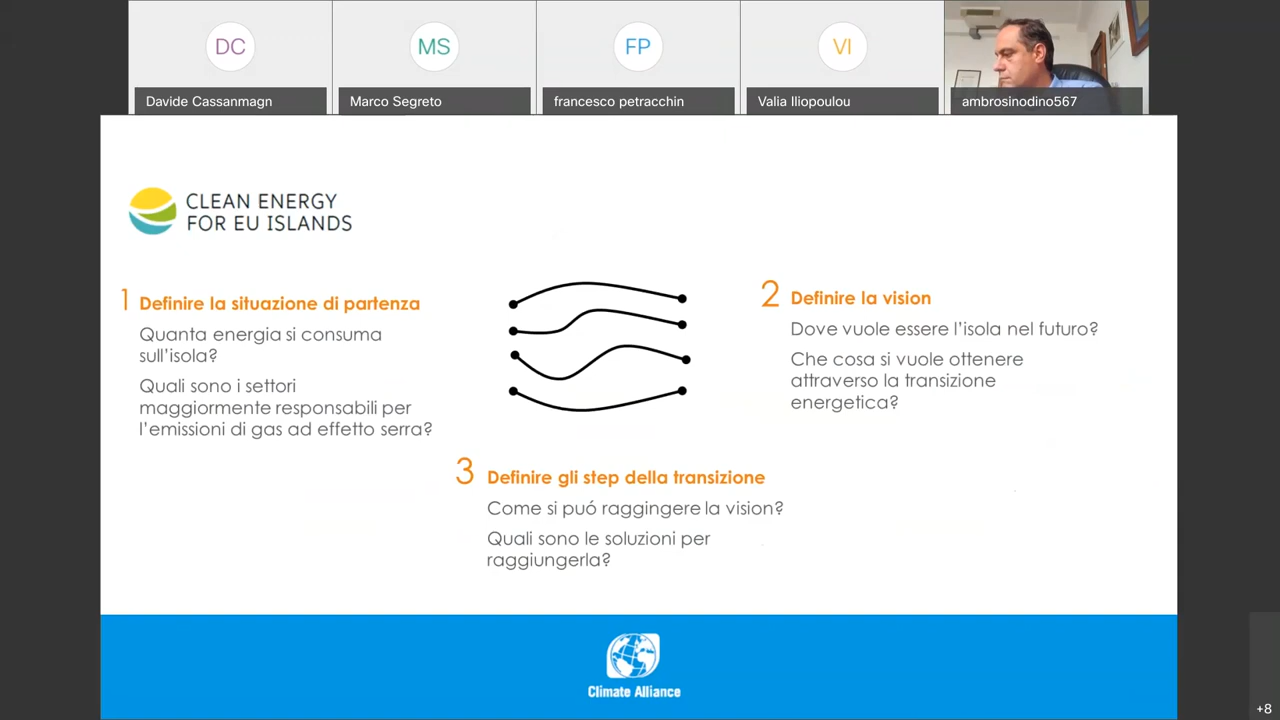 DC
MS
FP
VI
Davide Cassanmagn
Marco Segreto
francesco petracchin
Valia Iliopoulou
ambrosinodino567
CLEAN ENERGY
FOR EU ISLANDS
1 Definire la situazione di partenza
Quanta energia si consuma
sull’isola?
Quali sono i settori
maggiormente responsabili per
l’emissioni di gas ad effetto serra?
2 Definire la vision
Dove vuole essere l’isola nel futuro?
Che cosa si vuole ottenere
attraverso la transizione
energetica?
3 Definire gli step della transizione
Come si puó raggingere la vision?
Quali sono le soluzioni per
raggiungerla?
Climate Alliance
+8